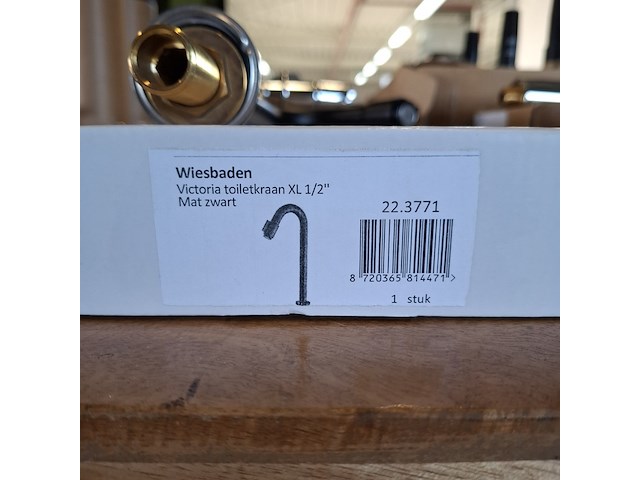 Wiesbaden
Victoria toiletkraan XL 1/2"
Mat zwart
22.3771
8 720365 814471 >
1 stuk